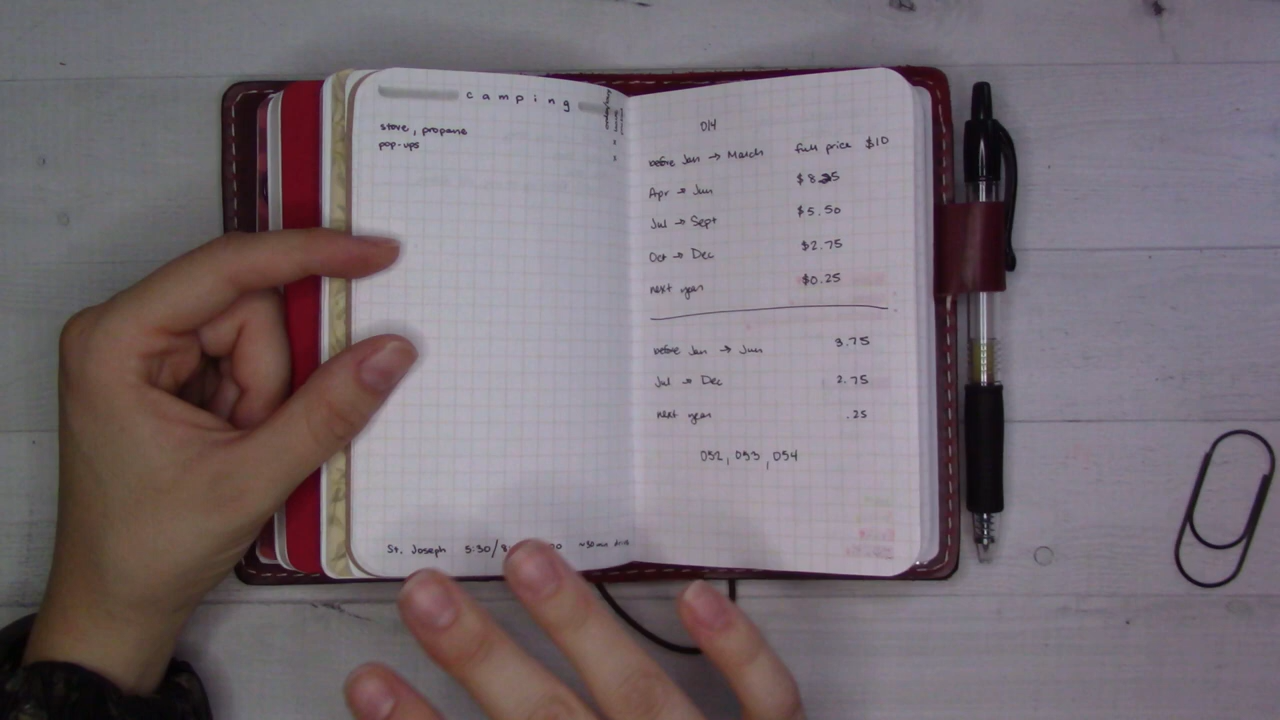 camping
stove, propane
pop-ups
St. Joseph 5:30/8
014
before Jan → March full price $10
Apr → Jun $8.25
Jul → Sept $5.50
Oct → Dec $2.75
next year $0.25
before Jan → Jun 3.75
Jul → Dec 2.75
next year .25
052, 053, 054